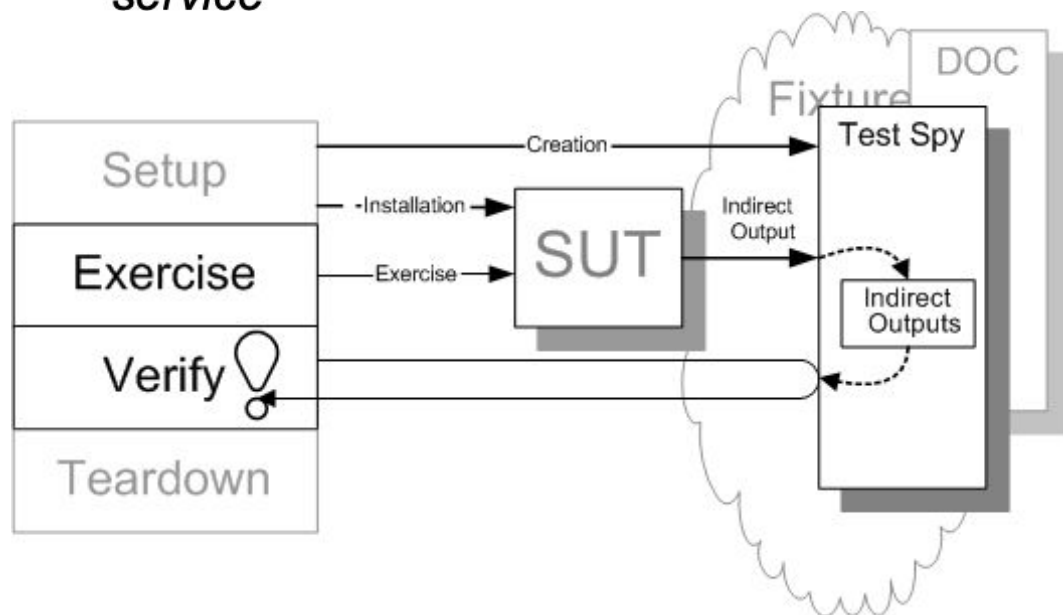 service
DOC
Fixture
Test Spy
Setup
Creation
-Installation
Indirect
Output
SUT
Exercise
Exercise
Indirect
Outputs
Verify
Teardown